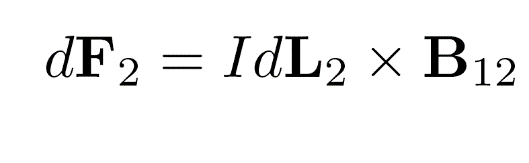 d𝐅₂ = Id𝐋₂ × 𝐁₁₂